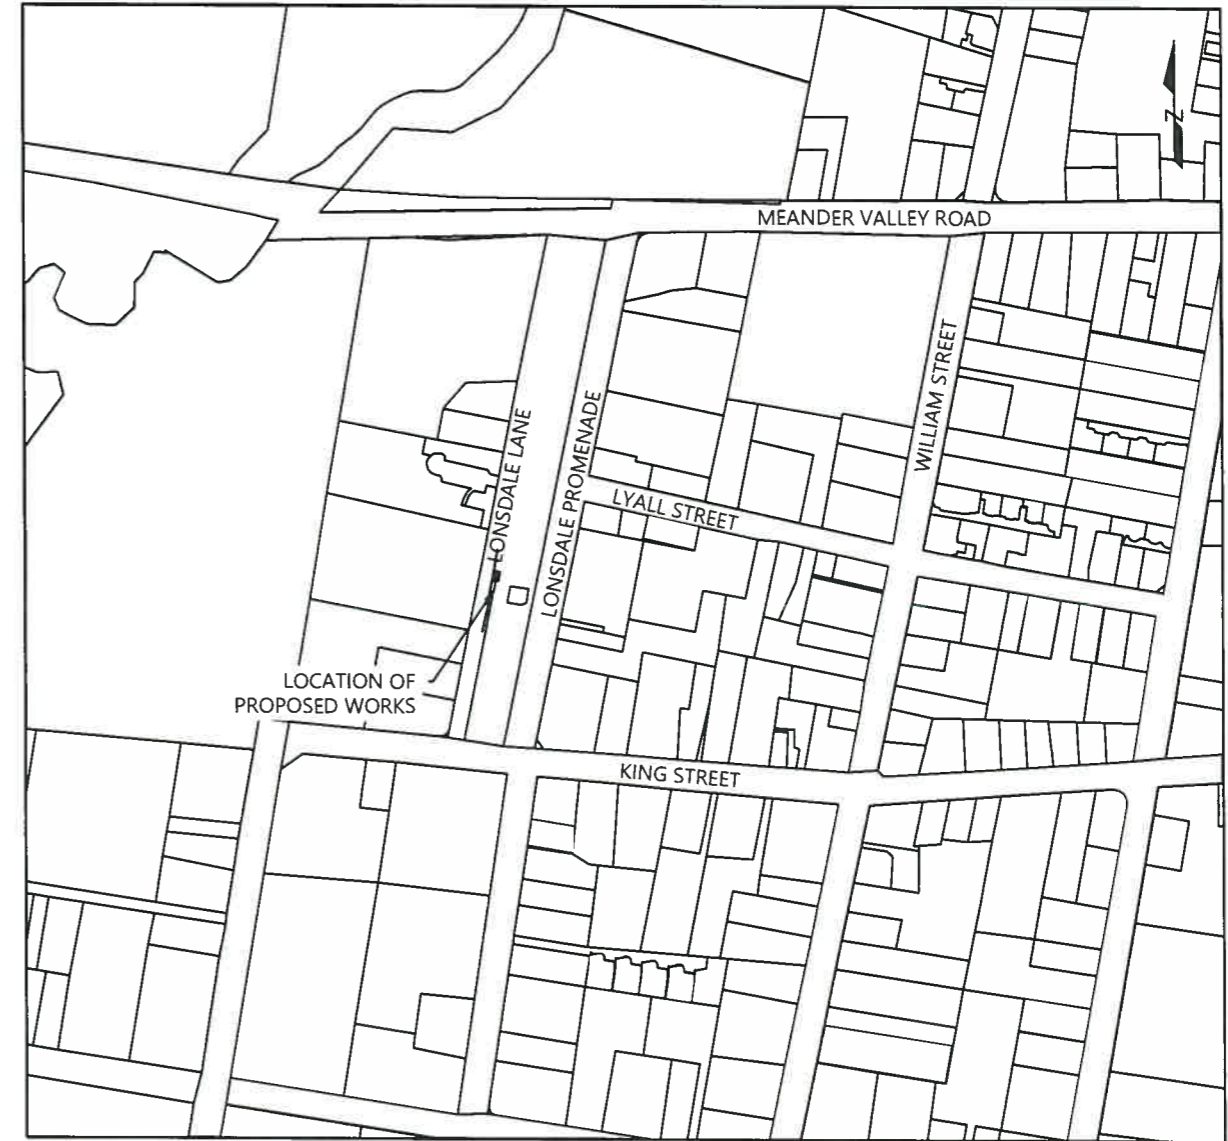 N
MEANDER VALLEY ROAD
WILLIAM STREET
LONSDALE LANE
LONSDALE PROMENADE
LYALL STREET
LOCATION OF
PROPOSED WORKS
KING STREET